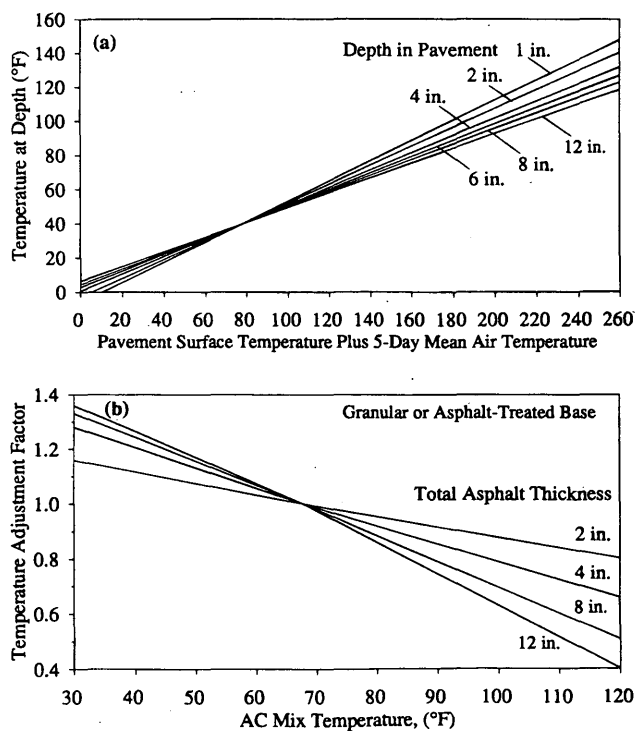 (a)
Depth in Pavement
1 in.
2 in.
4 in.
6 in.
8 in.
12 in.
Temperature at Depth (°F)
160
140
120
100
80
60
40
20
0
0 20 40 60 80 100 120 140 160 180 200 220 240 260
Pavement Surface Temperature Plus 5-Day Mean Air Temperature
(b)
Granular or Asphalt-Treated Base
Total Asphalt Thickness
2 in.
4 in.
8 in.
12 in.
Temperature Adjustment Factor
1.4
1.2
1.0
0.8
0.6
0.4
30 40 50 60 70 80 90 100 110 120
AC Mix Temperature, (°F)